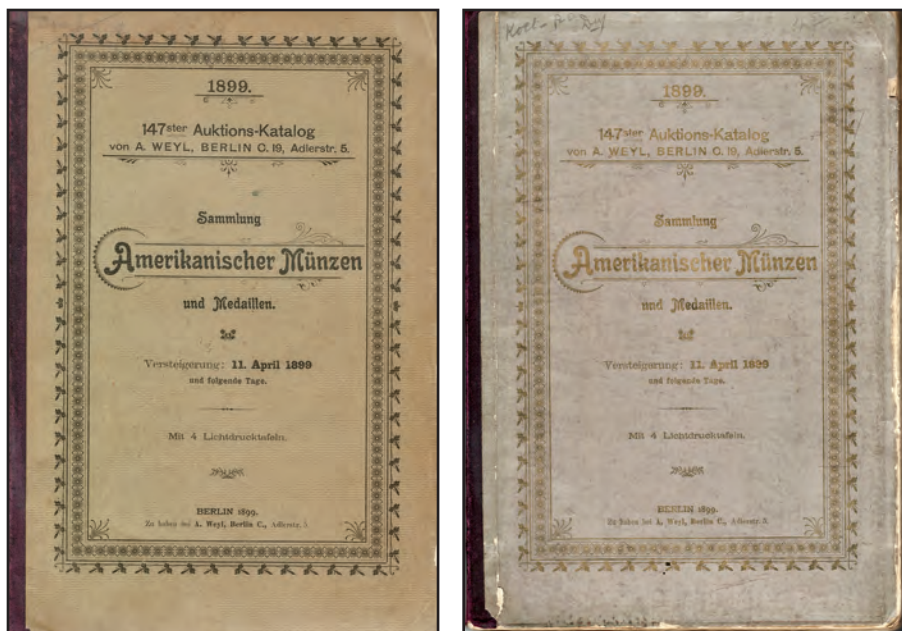 1899.
147ster Auktions-Katalog
von A. WEYL, BERLIN C. 19, Adlerstr. 5.
Sammlung
Amerikanischer Münzen
und Medaillen.
Versteigerung: 11. April 1899
und folgende Tage.
Mit 4 Lichtdrucktafeln.
BERLIN 1899.
Zu haben bei A. Weyl, Berlin C., Adlerstr. 5
1899.
147ster Auktions-Katalog
von A. WEYL, BERLIN C. 19, Adlerstr. 5.
Sammlung
Amerikanischer Münzen
und Medaillen.
Versteigerung: 11. April 1899
und folgende Tage.
Mit 4 Lichtdrucktafeln.
BERLIN 1899.
Zu haben bei A. Weyl, Berlin C., Adlerstr. 5.